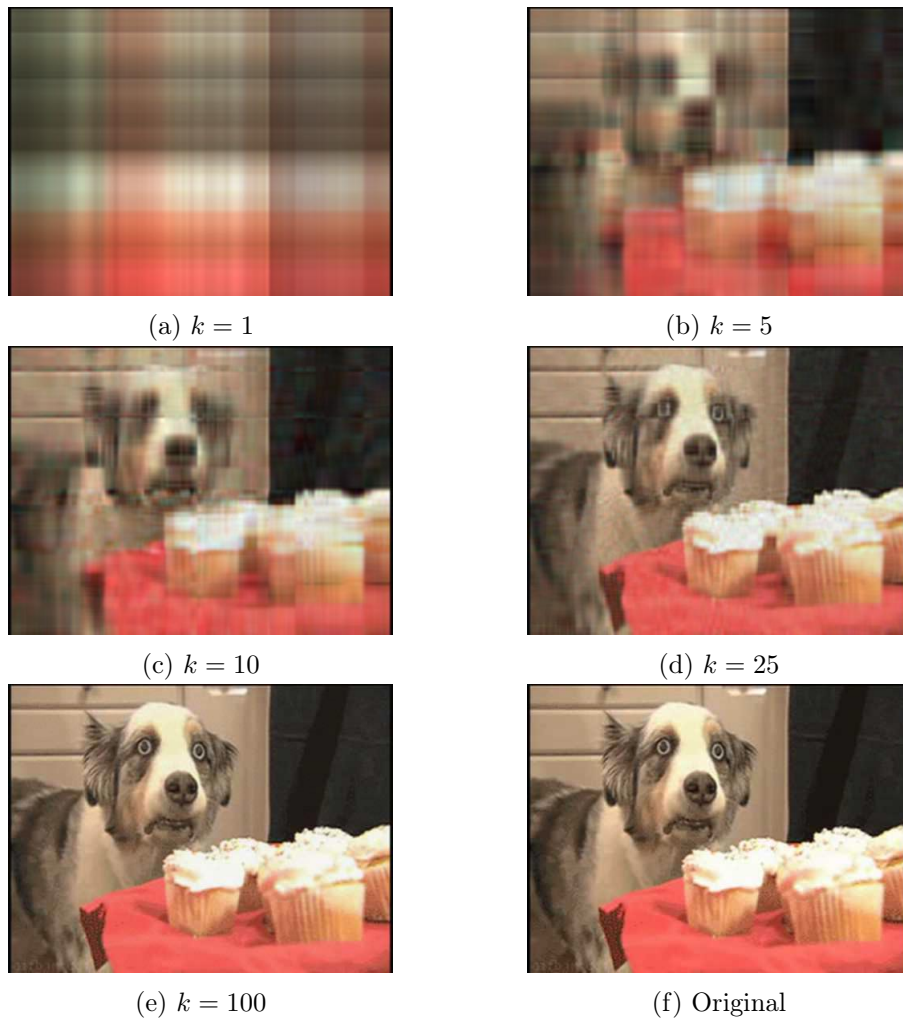 (a) k = 1
(b) k = 5
(c) k = 10
(d) k = 25
(e) k = 100
(f) Original